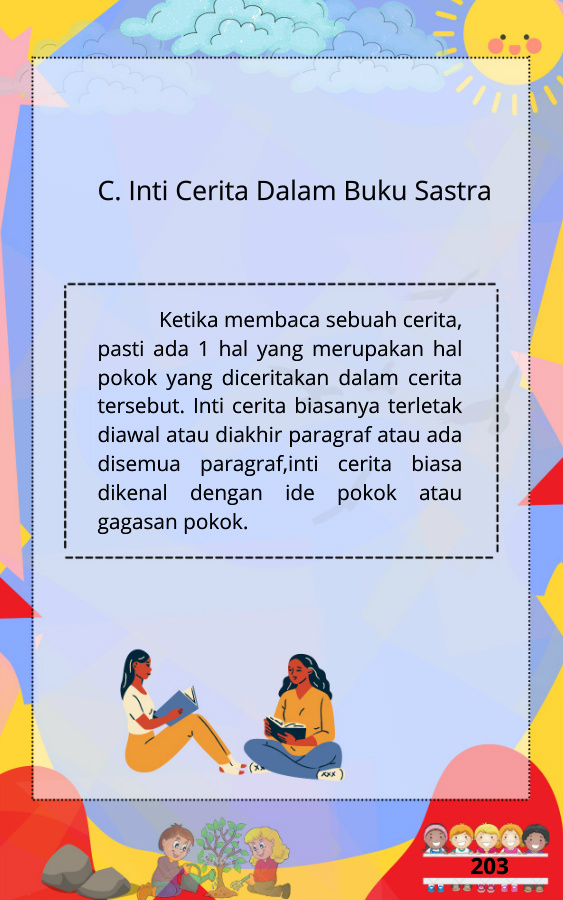 C. Inti Cerita Dalam Buku Sastra
Ketika membaca sebuah cerita,
pasti ada 1 hal yang merupakan hal
pokok yang diceritakan dalam cerita
tersebut. Inti cerita biasanya terletak
diawal atau diakhir paragraf atau ada
disemua paragraf,inti cerita biasa
dikenal dengan ide pokok atau
gagasan pokok.
203